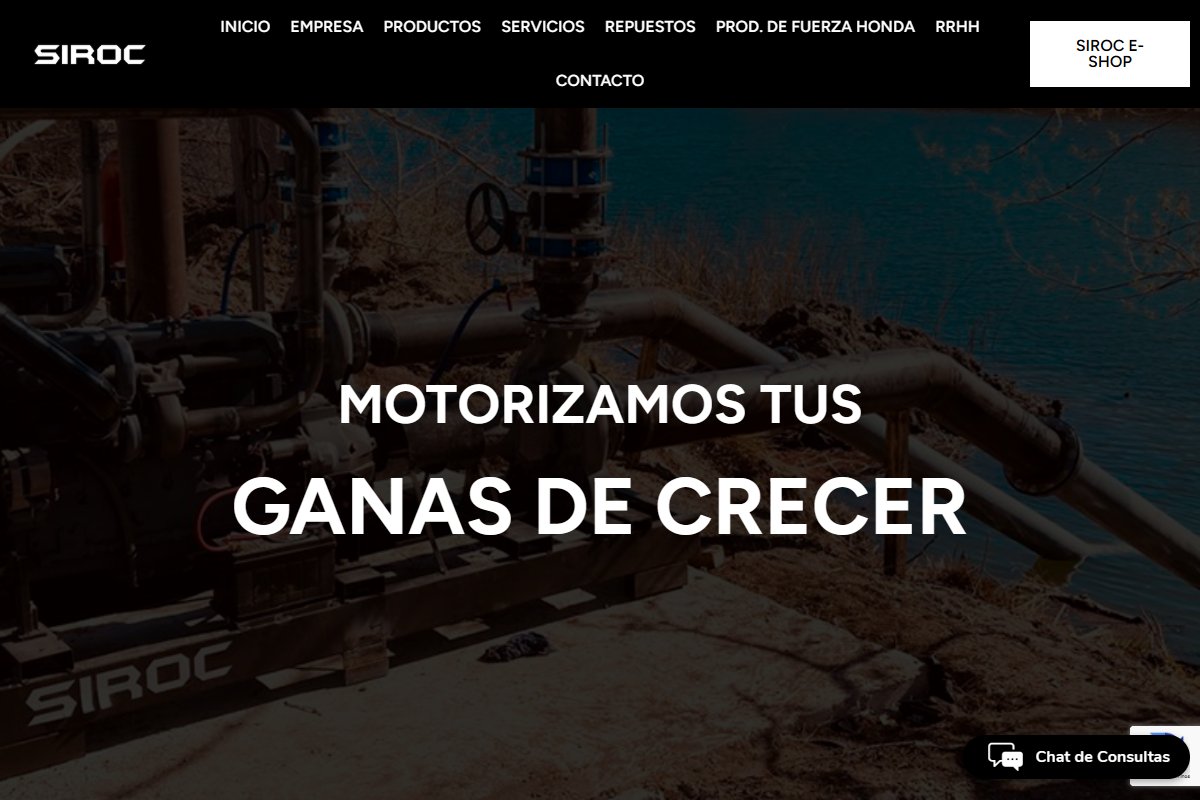 SIROC
INICIO
EMPRESA
PRODUCTOS
SERVICIOS
REPUESTOS
PROD. DE FUERZA HONDA
RRHH
CONTACTO
SIROC E-
SHOP
MOTORIZAMOS TUS
GANAS DE CRECER
SIROC
Chat de Consultas